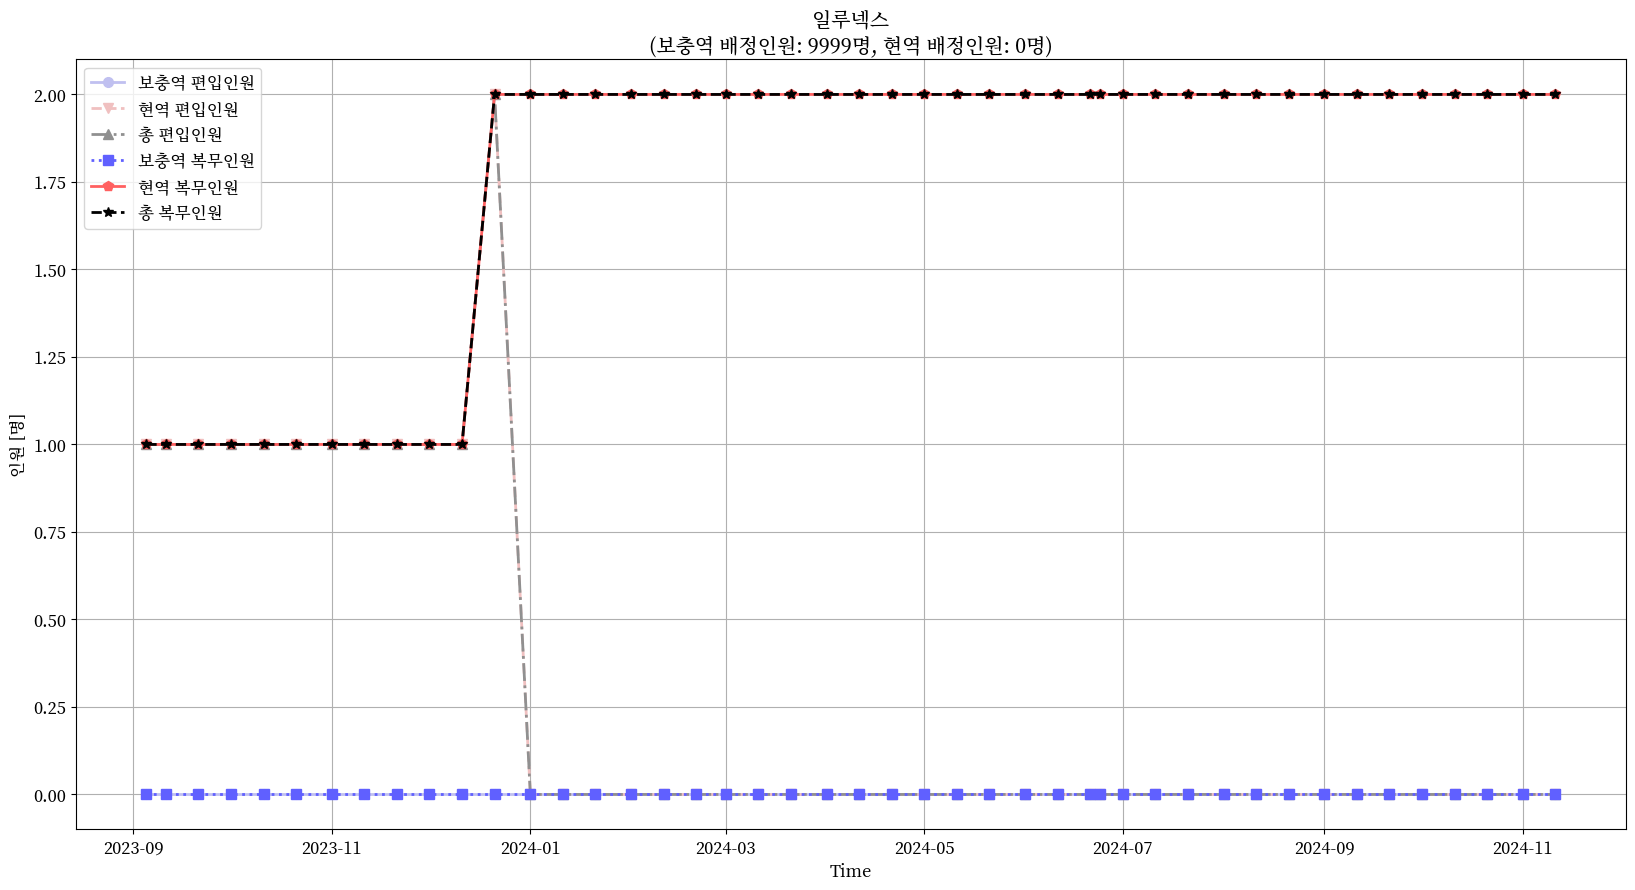 일루넥스
(보충역 배정인원: 9999명, 현역 배정인원: 0명)
보충역 편입인원
현역 편입인원
총 편입인원
보충역 복무인원
현역 복무인원
총 복무인원
2.00
1.75
1.50
1.25
1.00
0.75
0.50
0.25
0.00
인원 [명]
2023-09
2023-11
2024-01
2024-03
2024-05
2024-07
2024-09
2024-11
Time